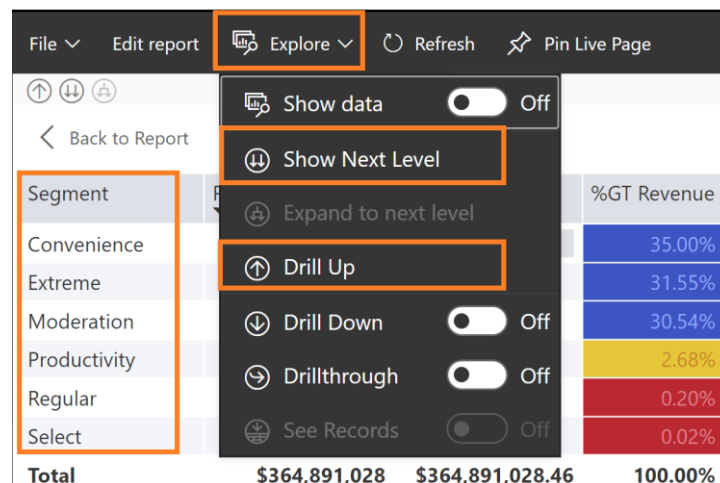 File Edit report Explore Refresh Pin Live Page
Show data Off
Back to Report
Show Next Level
Segment %GT Revenue
Expand to next level
Convenience 35.00%
Drill Up
Extreme 31.55%
Moderation Drill Down Off 30.54%
Productivity 2.68%
Drillthrough Off
Regular 0.20%
Select See Records Off 0.02%
Total $364,891,028 $364,891,028.46 100.00%